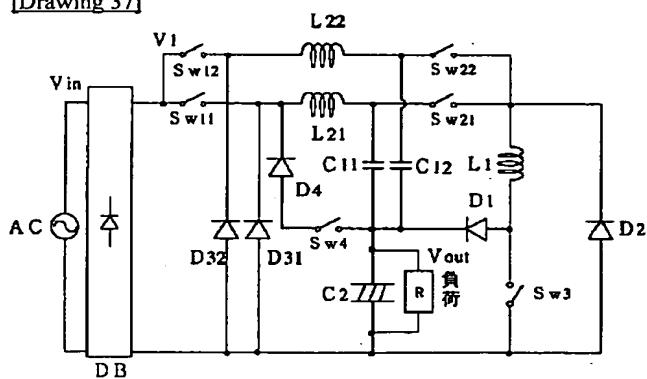 [Drawing 37]
L22
V1
Sw12
Sw22
Vin
Sw11
L21
Sw21
C11
C12
L1
D4
D1
AC
D32
D31
Sw4
D2
Vout
負荷
C2
R
Sw3
DB